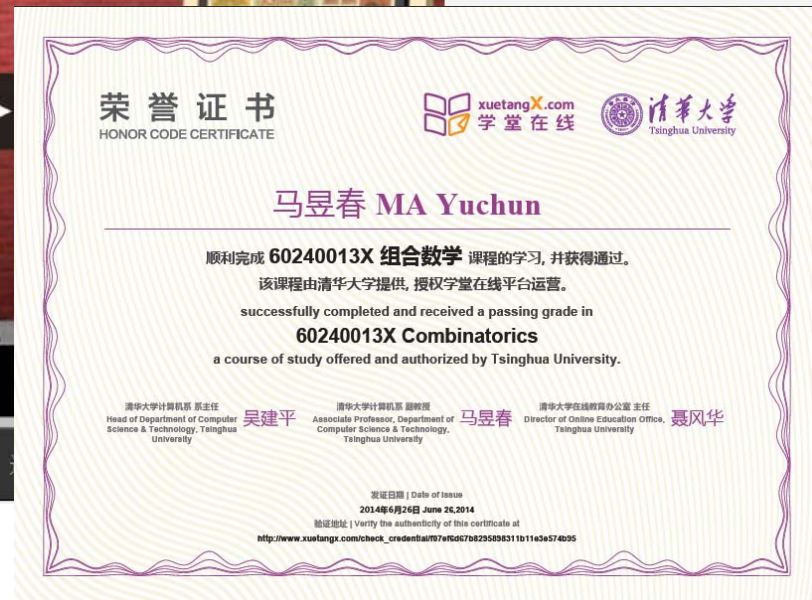 荣誉证书
HONOR CODE CERTIFICATE
xuetangX.com
学堂在线
清华大学
Tsinghua University
马昱春 MA Yuchun
顺利完成 60240013X 组合数学 课程的学习, 并获得通过。
该课程由清华大学提供, 授权学堂在线平台运营。
successfully completed and received a passing grade in
60240013X Combinatorics
a course of study offered and authorized by Tsinghua University.
清华大学计算机系 系主任
Head of Department of Computer
Science & Technology, Tsinghua
University
吴建平
清华大学计算机系 副教授
Associate Professor, Department of
Computer Science & Technology,
Tsinghua University
马昱春
清华大学在线教育办公室 主任
Director of Online Education Office,
Tsinghua University
聂风华
发证日期 | Date of Issue
2014年6月26日 June 26,2014
验证地址 | Verify the authenticity of this certificate at